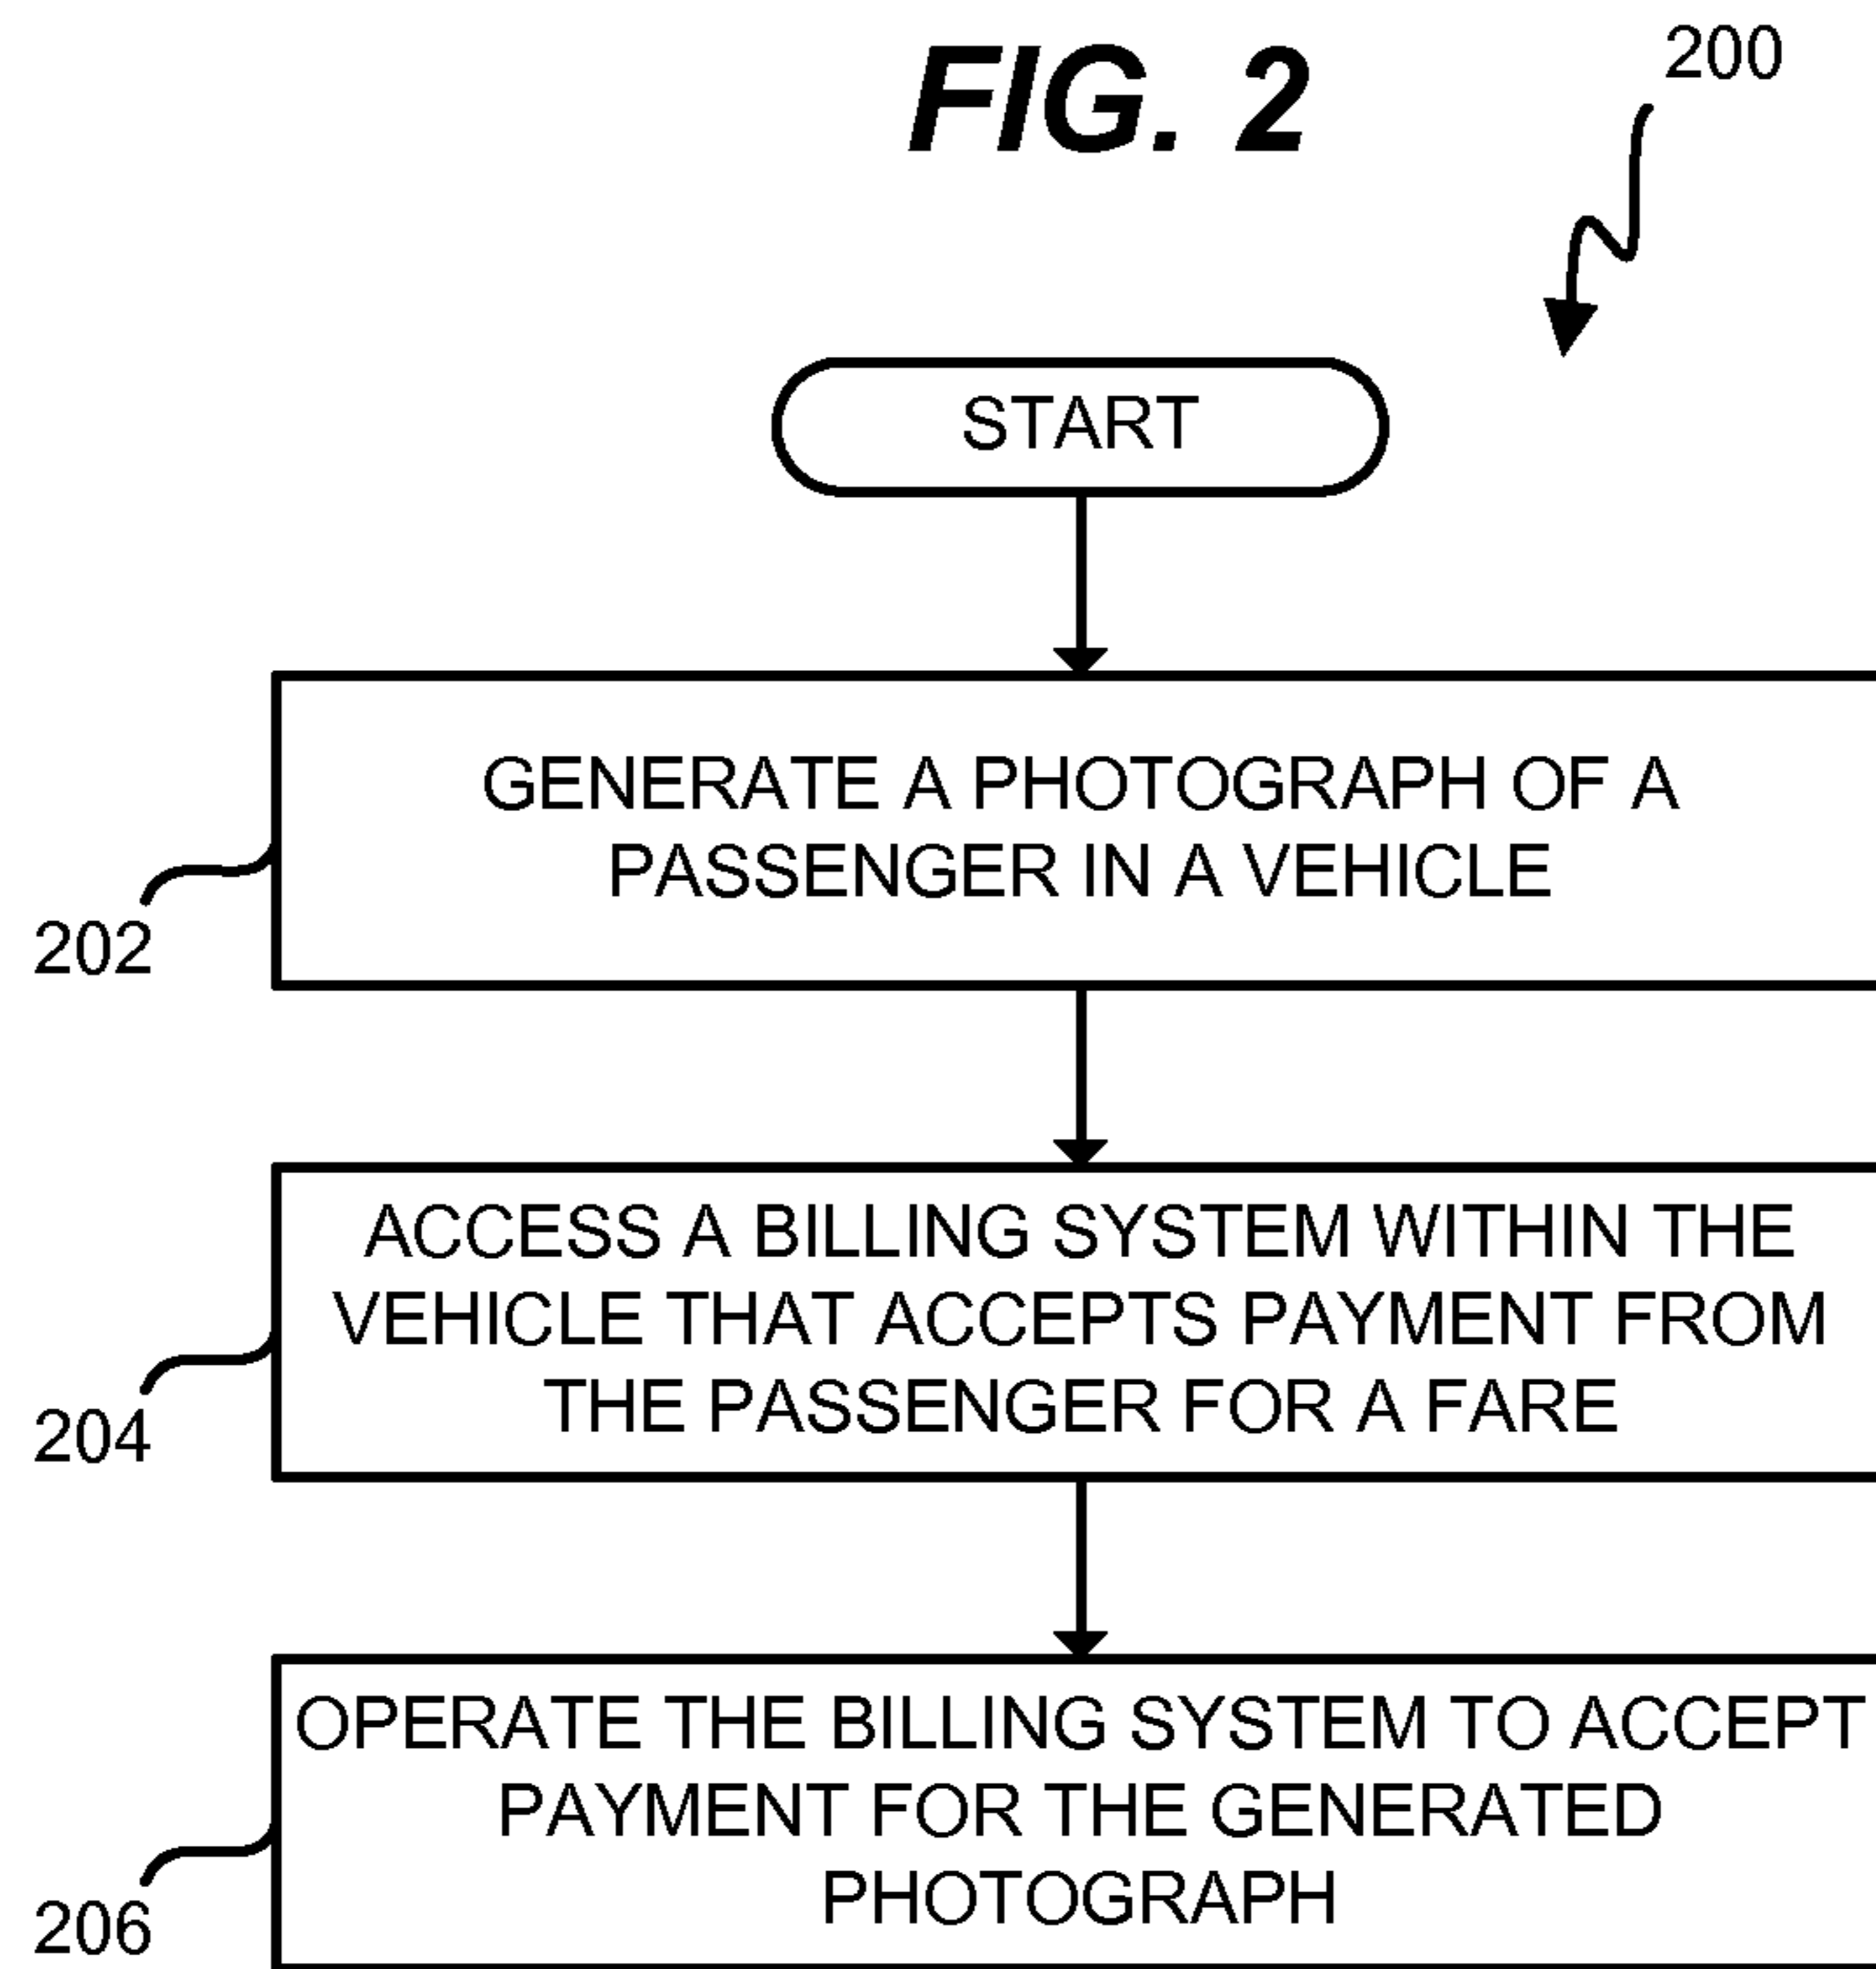 FIG. 2
200
START
GENERATE A PHOTOGRAPH OF A
PASSENGER IN A VEHICLE
202
ACCESS A BILLING SYSTEM WITHIN THE
VEHICLE THAT ACCEPTS PAYMENT FROM
THE PASSENGER FOR A FARE
204
OPERATE THE BILLING SYSTEM TO ACCEPT
PAYMENT FOR THE GENERATED
PHOTOGRAPH
206